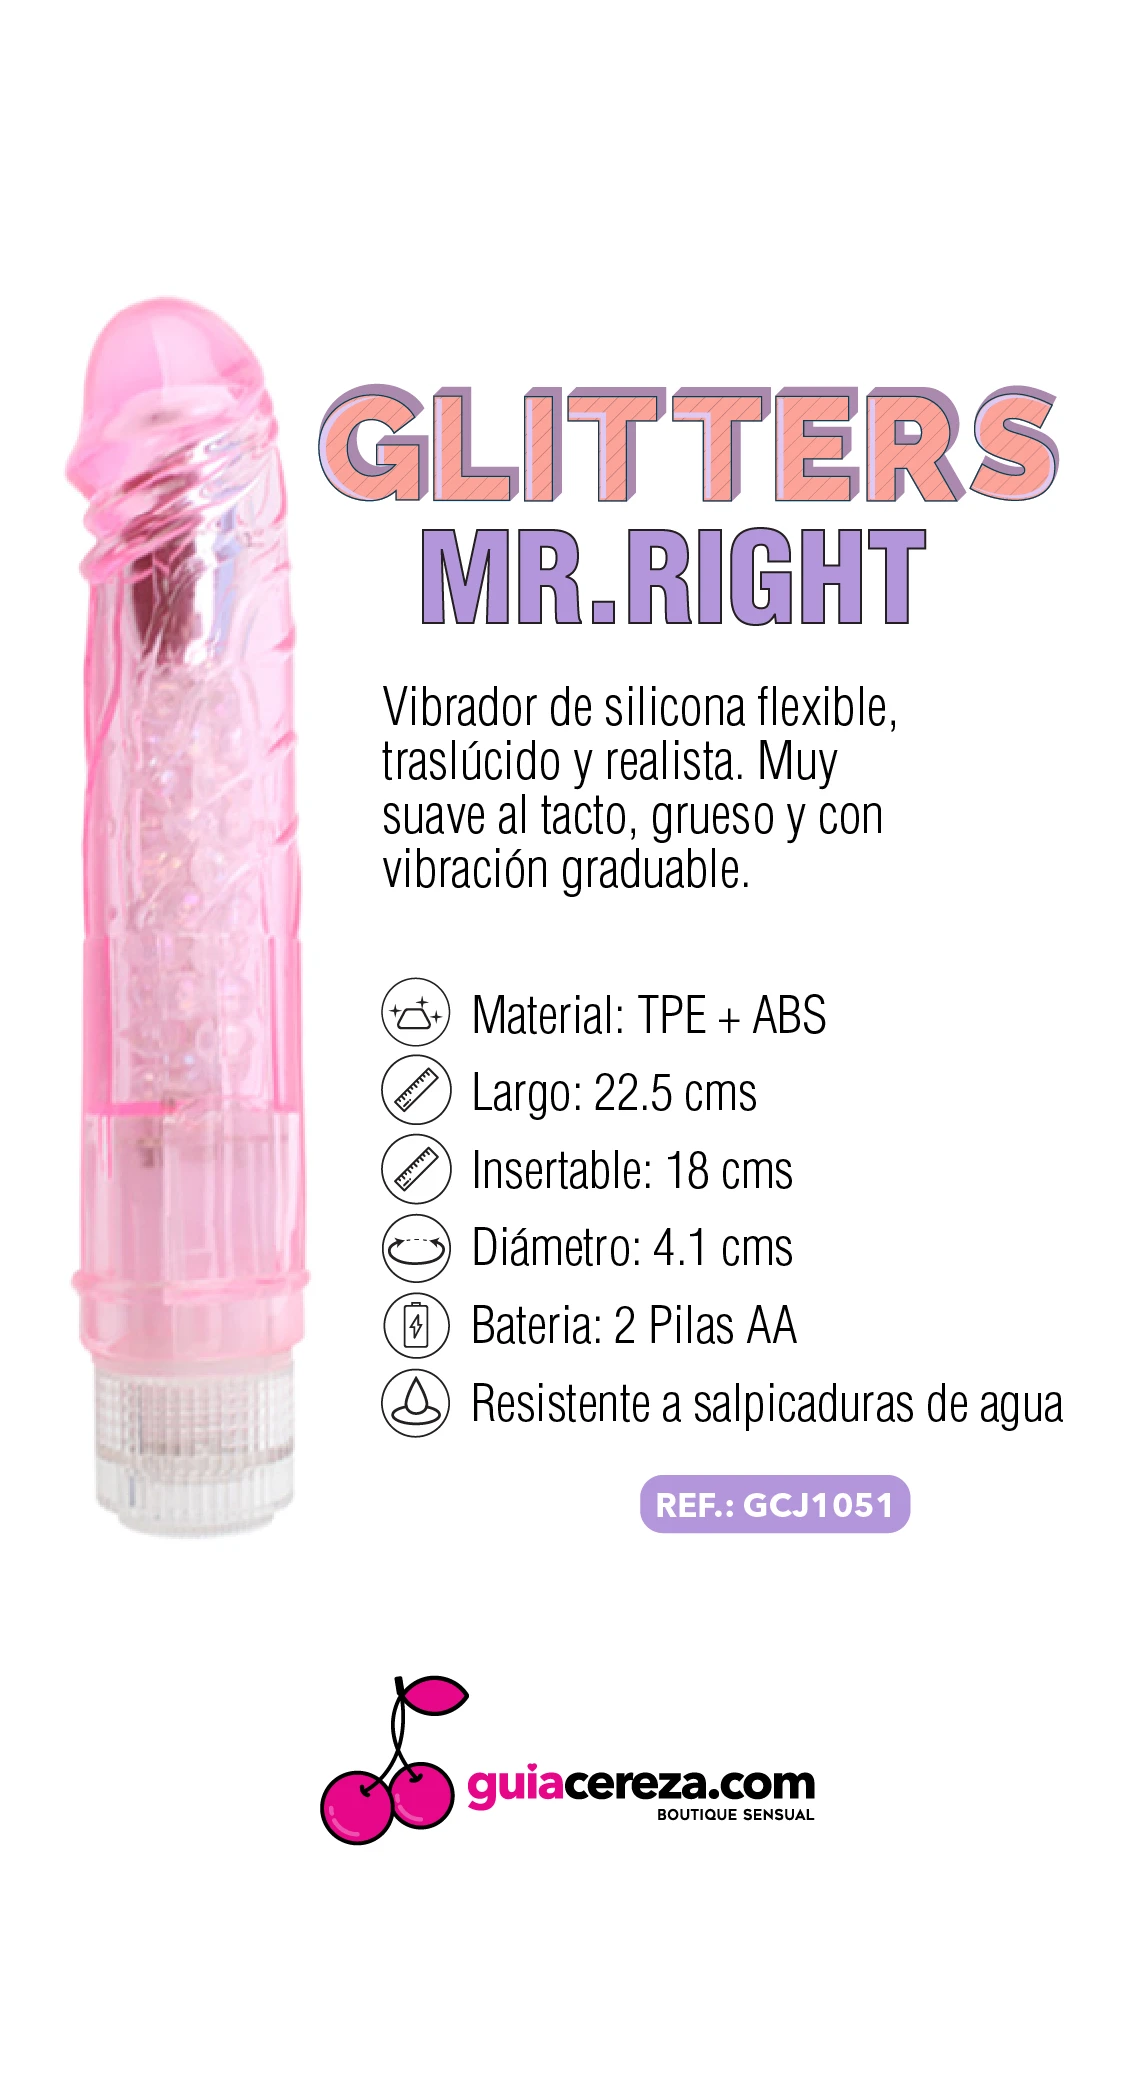 GLITTERS
MR.RIGHT
Vibrador de silicona flexible,
traslúcido y realista. Muy
suave al tacto, grueso y con
vibración graduable.
Material: TPE + ABS
Largo: 22.5 cms
Insertable: 18 cms
Diámetro: 4.1 cms
Bateria: 2 Pilas AA
Resistente a salpicaduras de agua
REF.: GCJ1051
guiacereza.com
BOUTIQUE SENSUAL